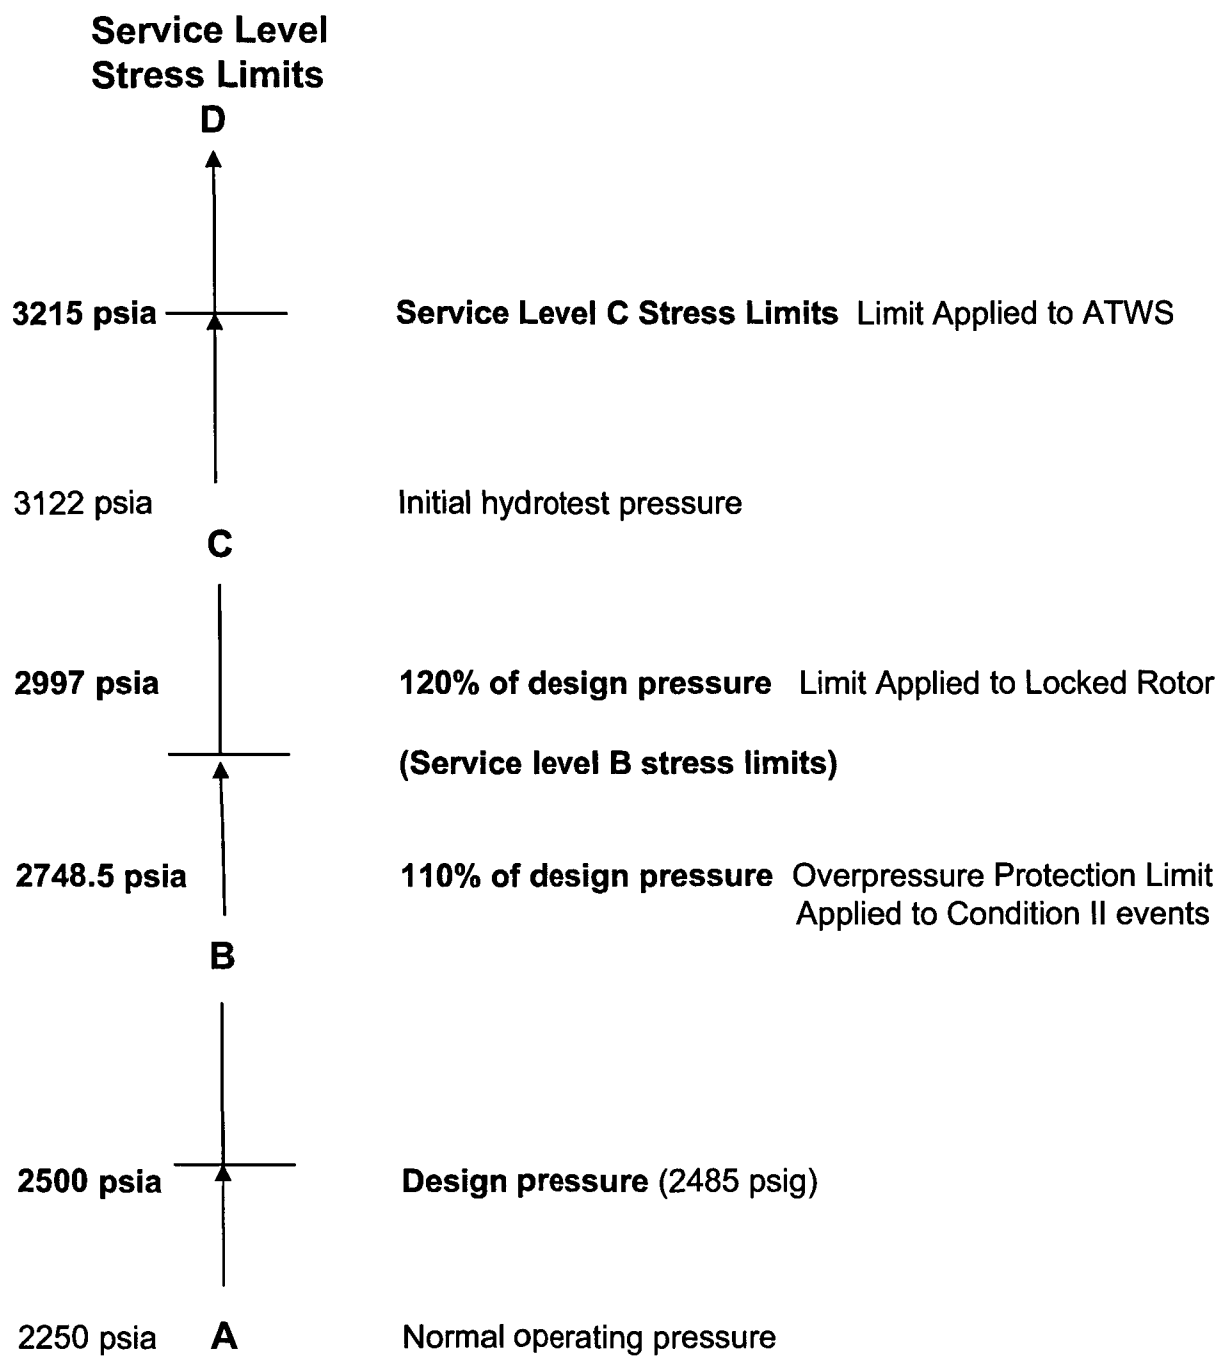 Service Level
Stress Limits
D
3215 psia Service Level C Stress Limits Limit Applied to ATWS
3122 psia Initial hydrotest pressure
C
2997 psia 120% of design pressure Limit Applied to Locked Rotor
(Service level B stress limits)
2748.5 psia 110% of design pressure Overpressure Protection Limit
Applied to Condition II events
B
2500 psia Design pressure (2485 psig)
2250 psia A Normal operating pressure